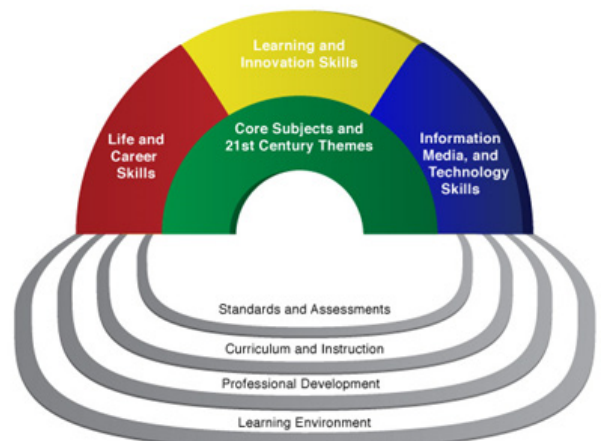 Learning and
Innovation Skills
Core Subjects and
21st Century Themes
Life and
Career
Skills
Information
Media, and
Technology
Skills
Standards and Assessments
Curriculum and Instruction
Professional Development
Learning Environment